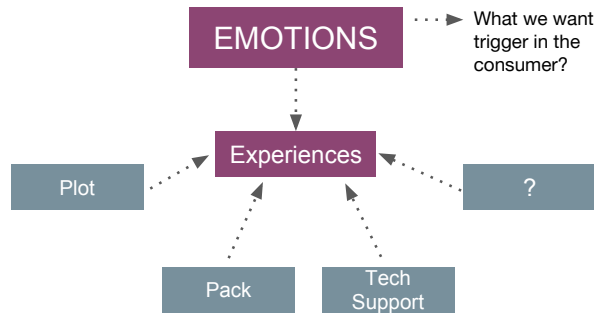 EMOTIONS
What we want
trigger in the
consumer?
Experiences
Plot
?
Pack
Tech
Support